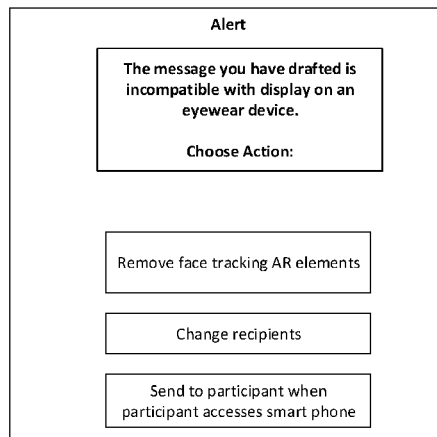 Alert
The message you have drafted is
incompatible with display on an
eyewear device.
Choose Action:
Remove face tracking AR elements
Change recipients
Send to participant when
participant accesses smart phone